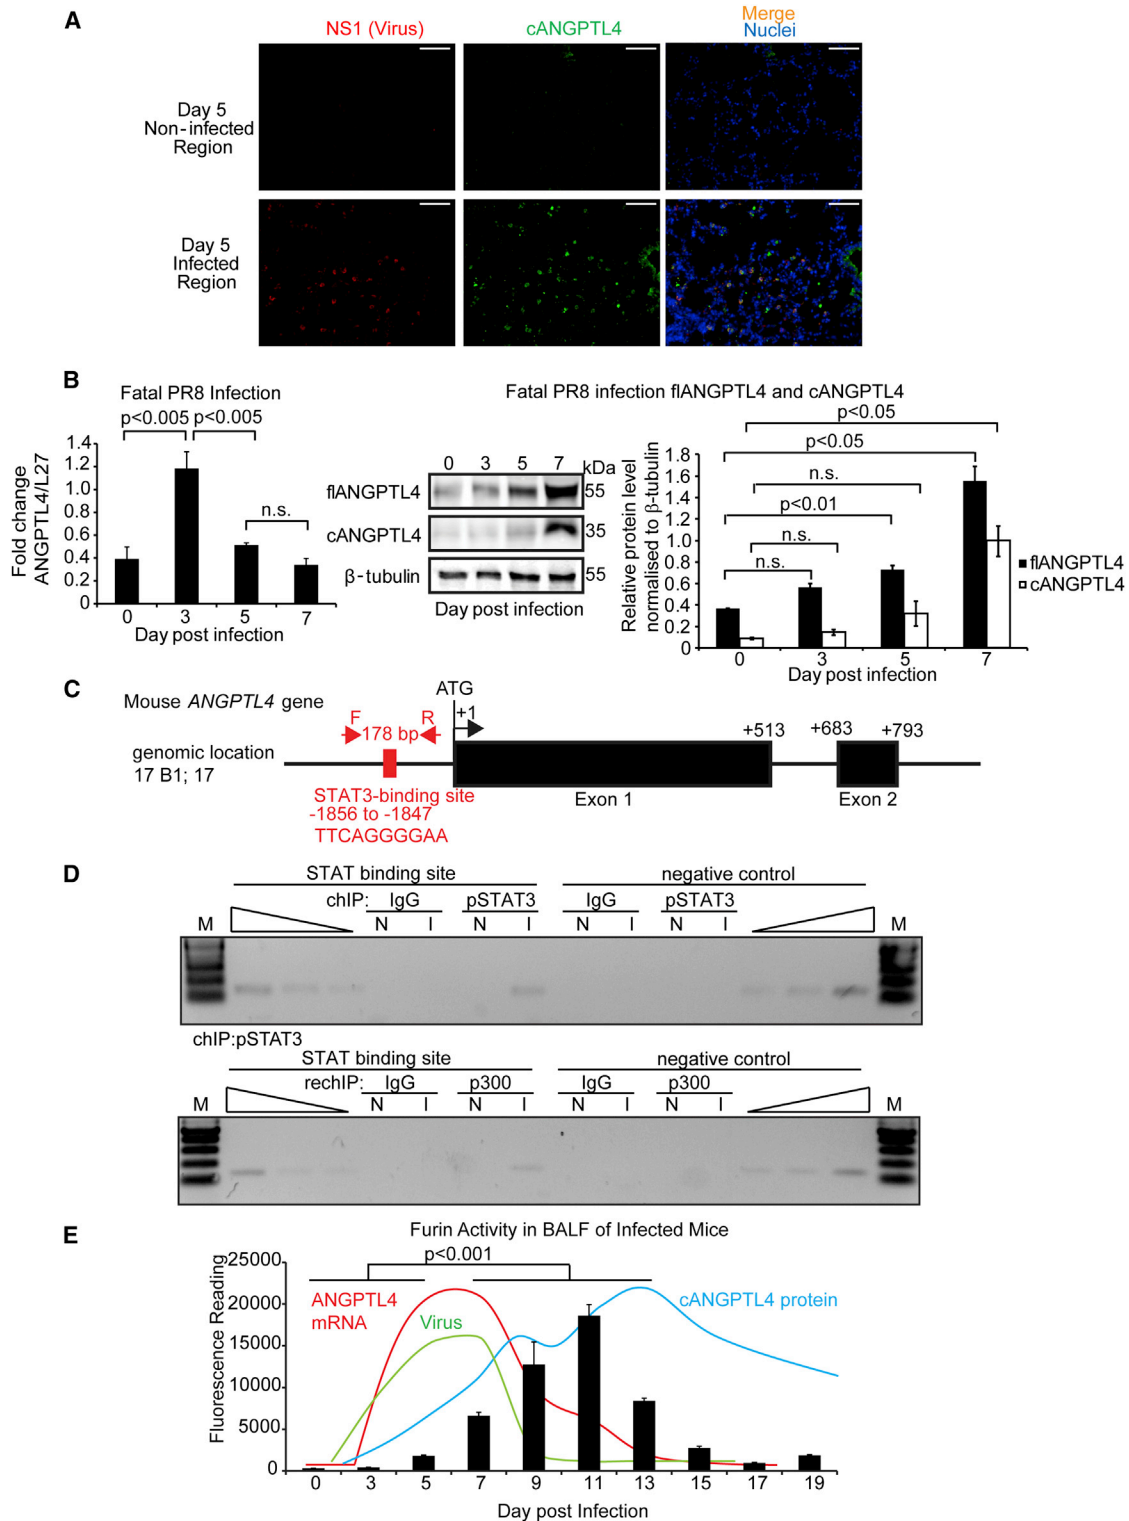 A
NS1 (Virus)
cANGPTL4
Merge
Nuclei
Day 5
Non-infected
Region
Day 5
Infected
Region
B
Fatal PR8 Infection
p<0.005 p<0.005
n.s.
Fold change
ANGPTL4/L27
1.4
1.2
1.0
0.8
0.6
0.4
0.2
0
0 3 5 7
Day post infection
Fatal PR8 infection flANGPTL4 and cANGPTL4
0 3 5 7 kDa
flANGPTL4 55
cANGPTL4 35
β-tubulin 55
Day post infection
p<0.05
p<0.05
n.s.
p<0.01
n.s.
n.s.
Relative protein level
normalised to β-tubulin
1.8
1.6
1.4
1.2
1.0
0.8
0.6
0.4
0.2
0
0 3 5 7
Day post infection
flANGPTL4
cANGPTL4
C
Mouse ANGPTL4 gene
genomic location
17 B1; 17
F R
178 bp
ATG
+1
+513 +683 +793
STAT3-binding site
-1856 to -1847
TTCAGGGGAA
Exon 1 Exon 2
D
STAT binding site negative control
chIP: IgG pSTAT3 IgG pSTAT3
M N I N I N I N I M
chIP:pSTAT3
STAT binding site negative control
rechIP: IgG p300 IgG p300
M N I N I N I N I M
E
Furin Activity in BALF of Infected Mice
p<0.001
Fluorescence Reading
25000
20000
15000
10000
5000
0
ANGPTL4
mRNA
Virus
cANGPTL4 protein
0 3 5 7 9 11 13 15 17 19
Day post Infection